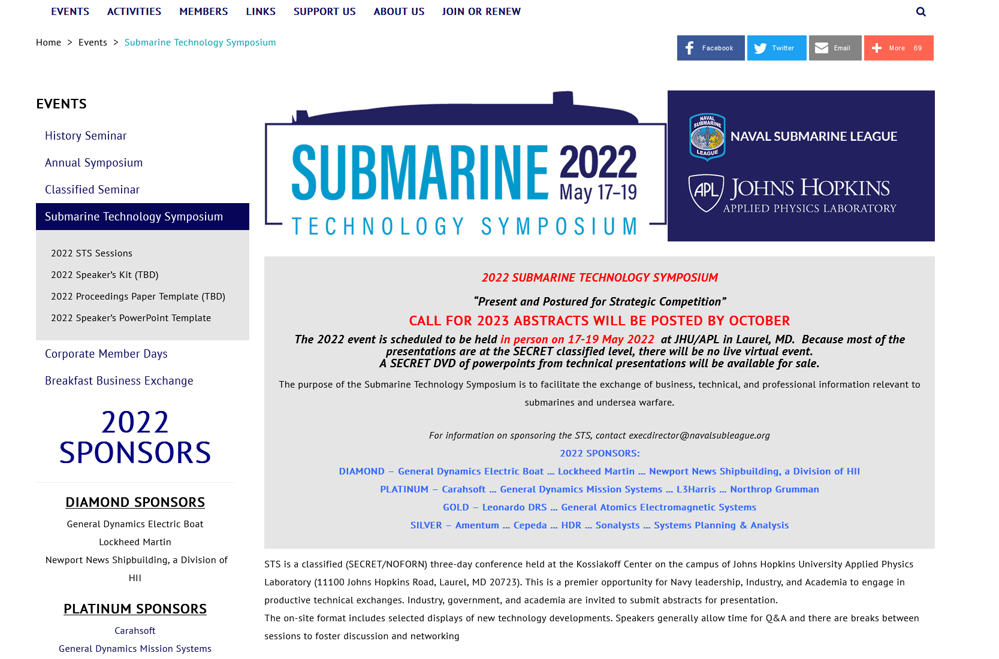 EVENTS ACTIVITIES MEMBERS LINKS SUPPORT US ABOUT US JOIN OR RENEW
Home > Events > Submarine Technology Symposium
Facebook Twitter Email More 69
EVENTS
History Seminar
Annual Symposium
Classified Seminar
Submarine Technology Symposium
2022 STS Sessions
2022 Speaker’s Kit (TBD)
2022 Proceedings Paper Template (TBD)
2022 Speaker’s PowerPoint Template
Corporate Member Days
Breakfast Business Exchange
2022
SPONSORS
DIAMOND SPONSORS
General Dynamics Electric Boat
Lockheed Martin
Newport News Shipbuilding, a Division of
HII
PLATINUM SPONSORS
Carahsoft
General Dynamics Mission Systems
SUBMARINE 2022
May 17–19
TECHNOLOGY SYMPOSIUM
NAVAL
SUBMARINE
LEAGUE
NAVAL SUBMARINE LEAGUE
APL JOHNS HOPKINS
APPLIED PHYSICS LABORATORY
2022 SUBMARINE TECHNOLOGY SYMPOSIUM
“Present and Postured for Strategic Competition”
CALL FOR 2023 ABSTRACTS WILL BE POSTED BY OCTOBER
The 2022 event is scheduled to be held in person on 17-19 May 2022 at JHU/APL in Laurel, MD. Because most of the
presentations are at the SECRET classified level, there will be no live virtual event.
A SECRET DVD of powerpoints from technical presentations will be available for sale.
The purpose of the Submarine Technology Symposium is to facilitate the exchange of business, technical, and professional information relevant to
submarines and undersea warfare.
For information on sponsoring the STS, contact execdirector@navalsubleague.org
2022 SPONSORS:
DIAMOND – General Dynamics Electric Boat … Lockheed Martin … Newport News Shipbuilding, a Division of HII
PLATINUM – Carahsoft … General Dynamics Mission Systems … L3Harris … Northrop Grumman
GOLD – Leonardo DRS … General Atomics Electromagnetic Systems
SILVER – Amentum … Cepeda … HDR … Sonalysts … Systems Planning & Analysis
STS is a classified (SECRET/NOFORN) three-day conference held at the Kossiakoff Center on the campus of Johns Hopkins University Applied Physics
Laboratory (11100 Johns Hopkins Road, Laurel, MD 20723). This is a premier opportunity for Navy leadership, Industry, and Academia to engage in
productive technical exchanges. Industry, government, and academia are invited to submit abstracts for presentation.
The on-site format includes selected displays of new technology developments. Speakers generally allow time for Q&A and there are breaks between
sessions to foster discussion and networking